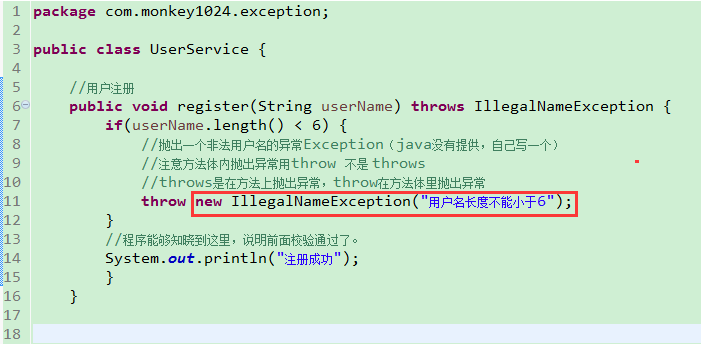 1 package com.monkey1024.exception;
2
3 public class UserService {
4
5 //用户注册
6 public void register(String userName) throws IllegalNameException {
7 if(userName.length() < 6) {
8 //抛出一个非法用户名的异常Exception（java没有提供，自己写一个）
9 //注意方法体内抛出异常用throw 不是 throws
10 //throws是在方法上抛出异常，throw在方法体里抛出异常
11 throw new IllegalNameException("用户名长度不能小于6");
12 }
13 //程序能够知晓到这里，说明前面校验通过了。
14 System.out.println("注册成功");
15 }
16 }
17
18